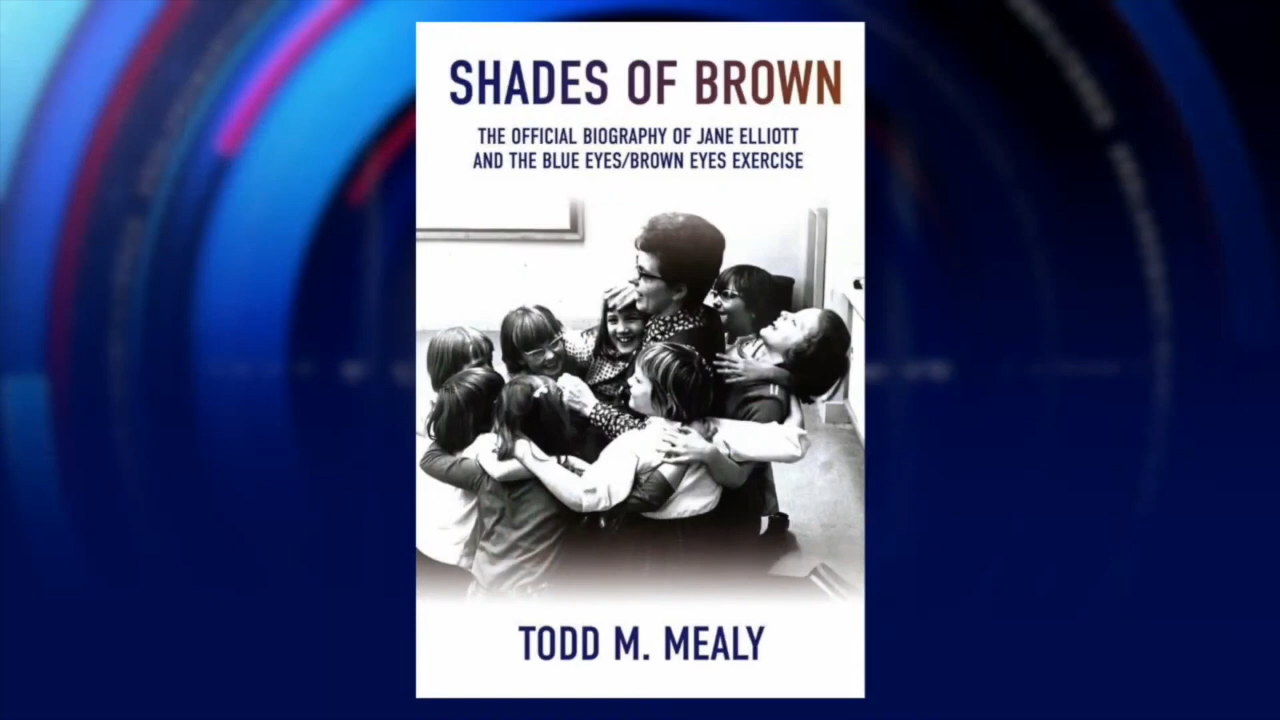 SHADES OF BROWN
THE OFFICIAL BIOGRAPHY OF JANE ELLIOTT
AND THE BLUE EYES/BROWN EYES EXERCISE
TODD M. MEALY